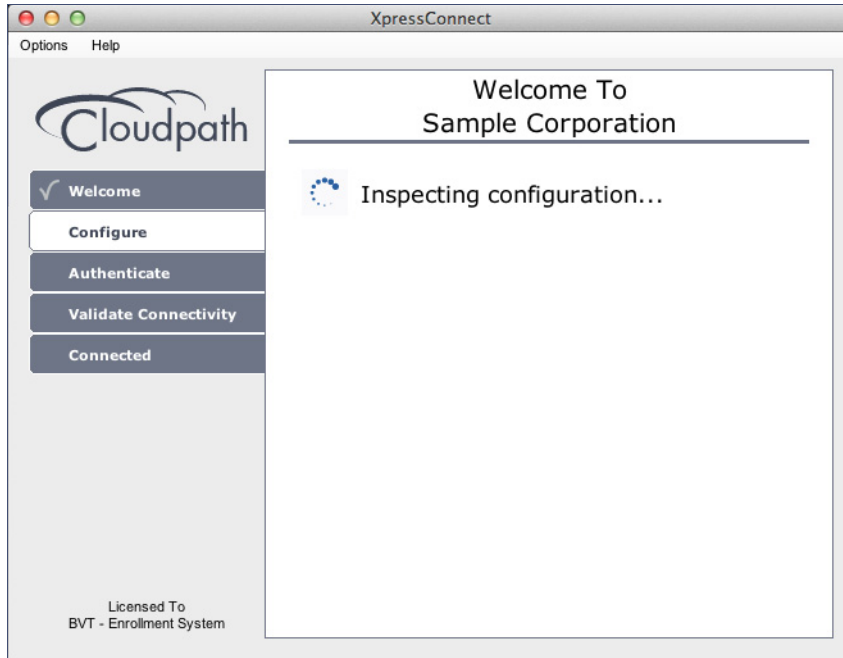 XpressConnect
Options Help
Cloudpath
Welcome
Configure
Authenticate
Validate Connectivity
Connected
Licensed To
BVT - Enrollment System
Welcome To
Sample Corporation
Inspecting configuration...